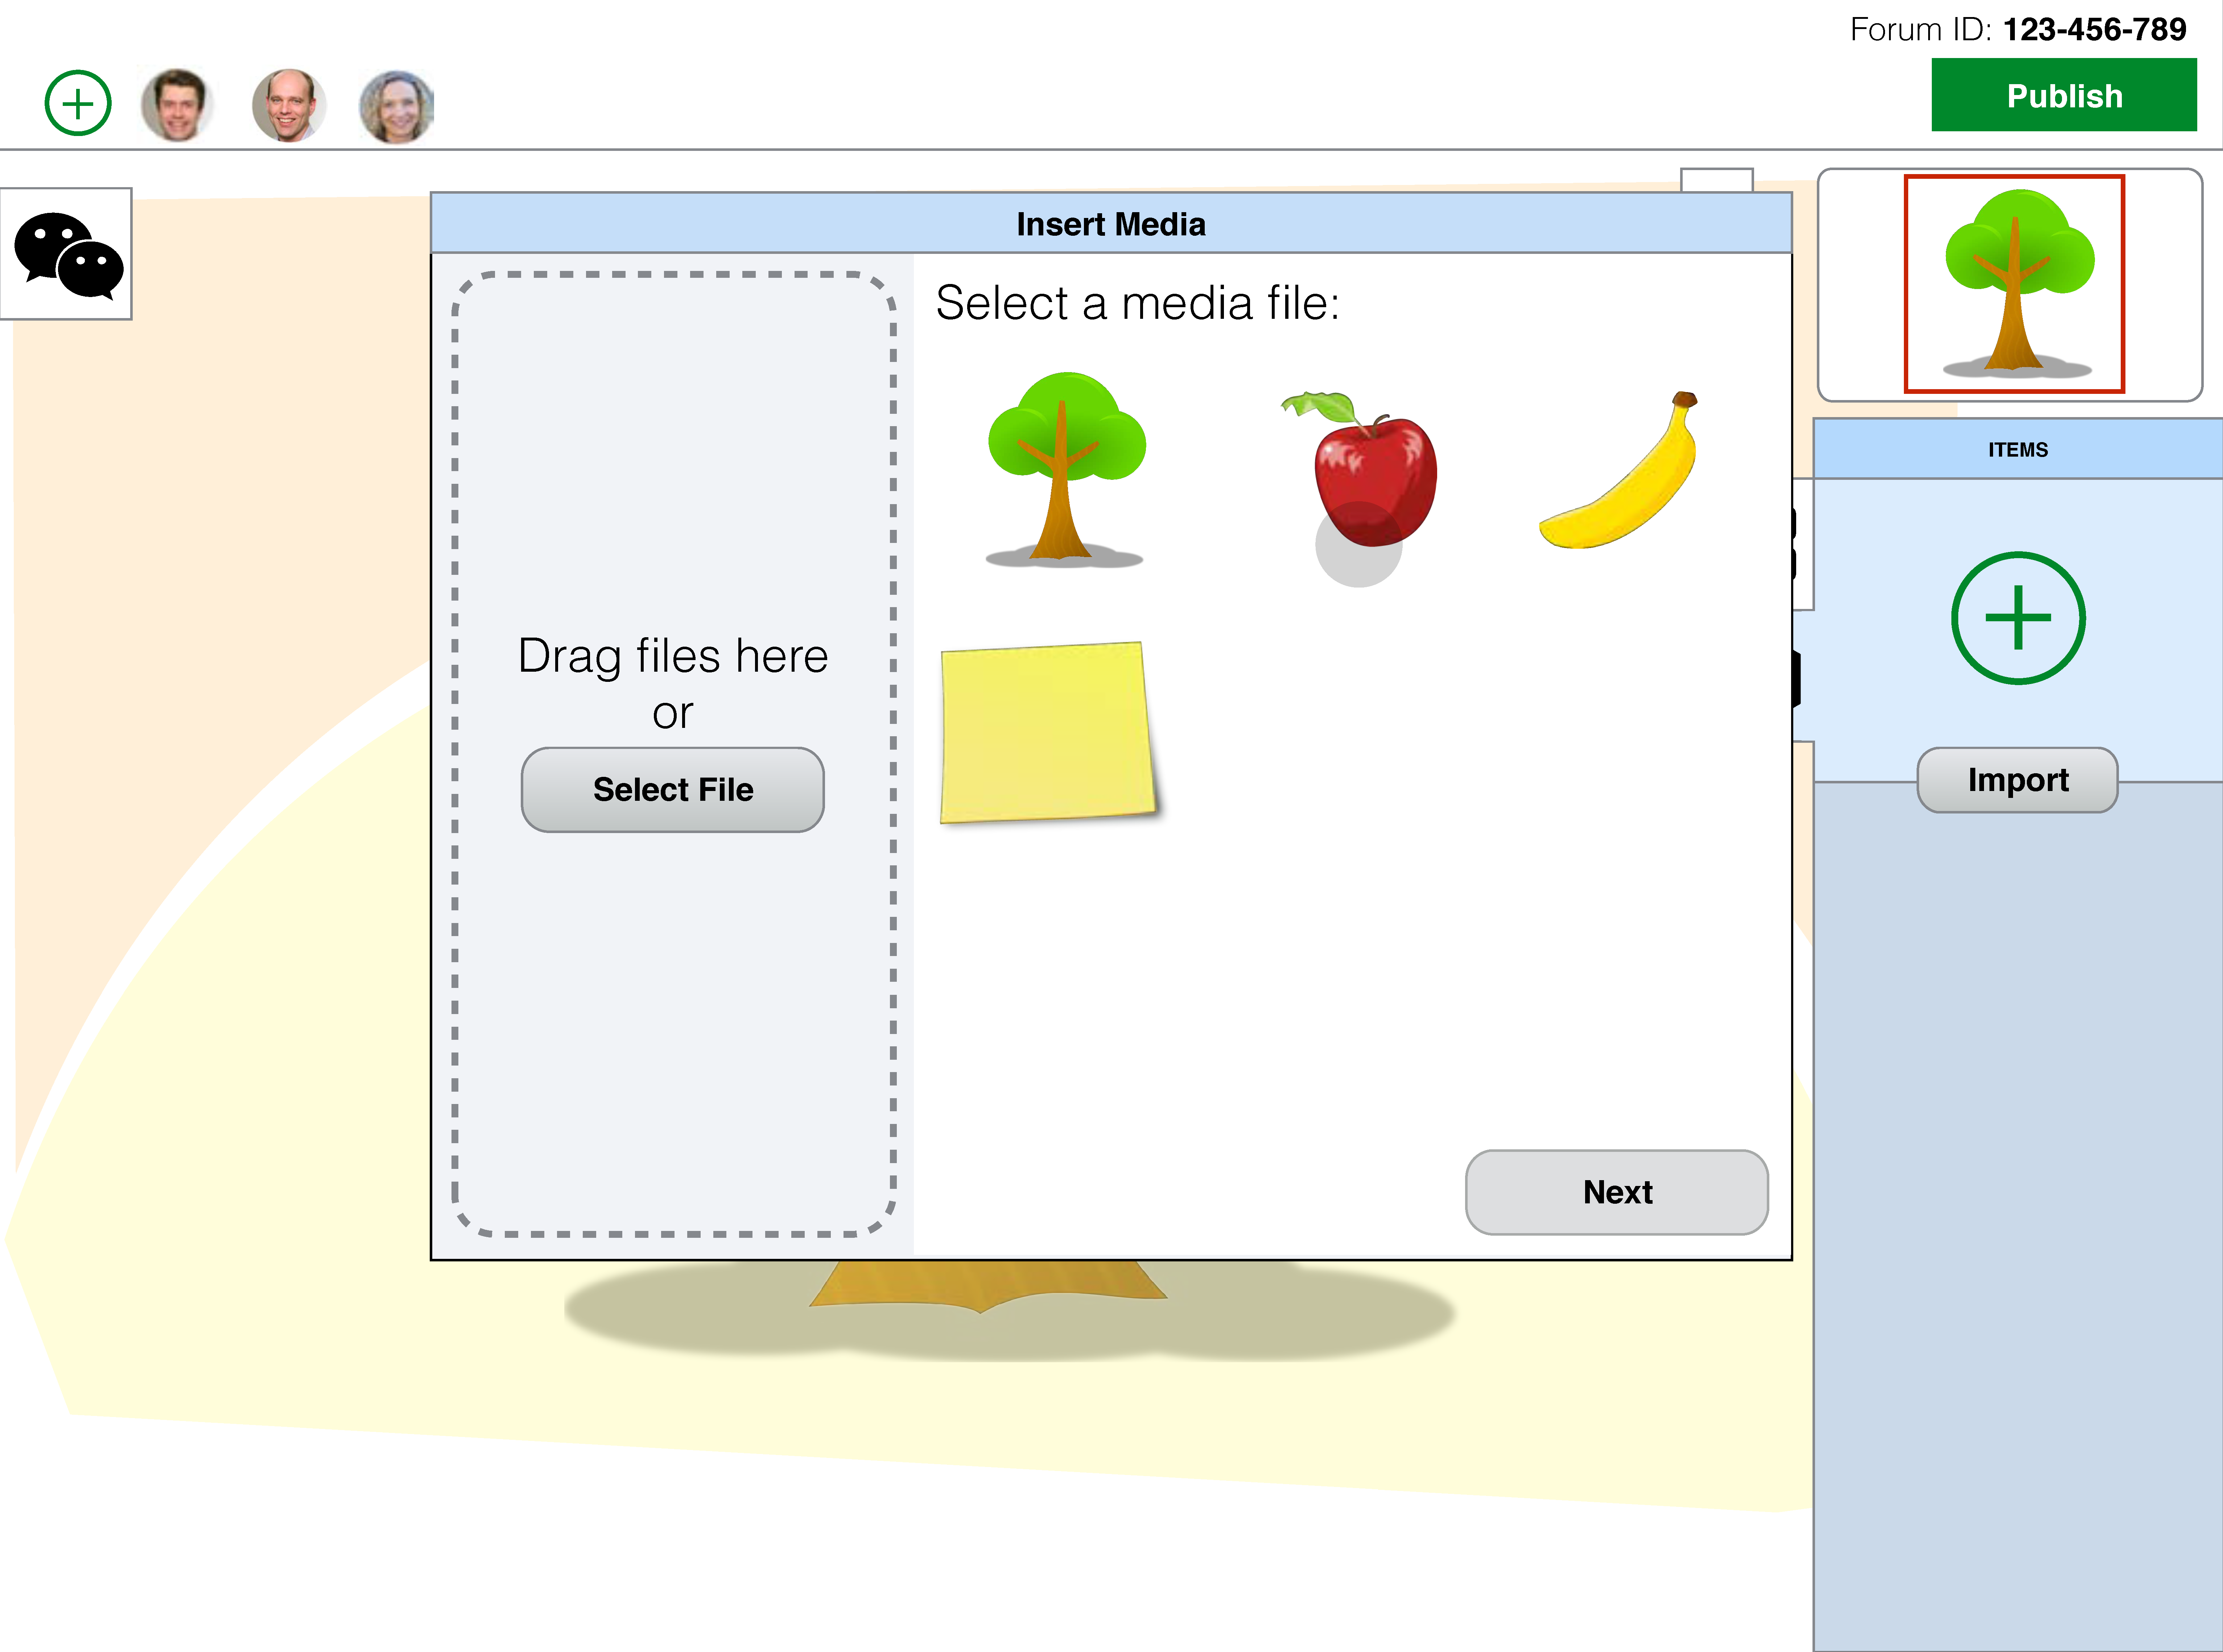 Forum ID: 123-456-789
Publish
Insert Media
Select a media file:
ITEMS
Drag files here
or
Select File
Import
Next